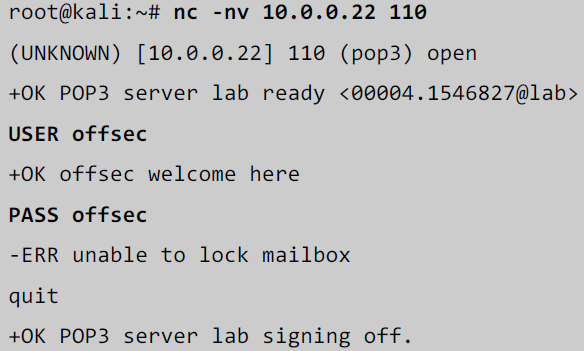 root@kali:~# nc -nv 10.0.0.22 110
(UNKNOWN) [10.0.0.22] 110 (pop3) open
+OK POP3 server lab ready <00004.1546827@lab>
USER offsec
+OK offsec welcome here
PASS offsec
-ERR unable to lock mailbox
quit
+OK POP3 server lab signing off.